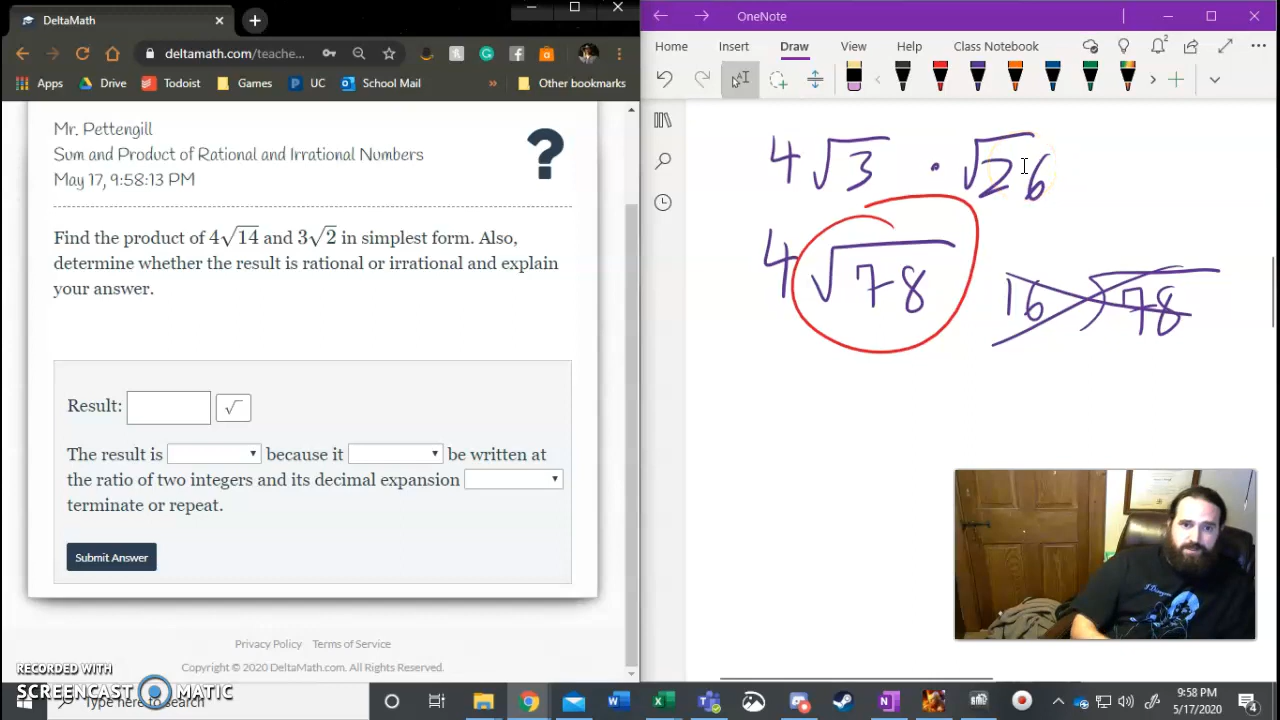 DeltaMath
deltamath.com/teache...
Apps Drive Todoist Games UC School Mail » Other bookmarks
Mr. Pettengill
Sum and Product of Rational and Irrational Numbers
May 17, 9:58:13 PM
?
Find the product of 4√14 and 3√2 in simplest form. Also,
determine whether the result is rational or irrational and explain
your answer.
Result: √
The result is because it be written at
the ratio of two integers and its decimal expansion
terminate or repeat.
Submit Answer
Privacy Policy Terms of Service
Copyright © 2020 DeltaMath.com. All Rights Reserved.
RECORDED WITH
SCREENCAST MATIC
Type here to search
OneNote
Home Insert Draw View Help Class Notebook
4√3 · √26
4√78
16 78
9:58 PM
5/17/2020
4